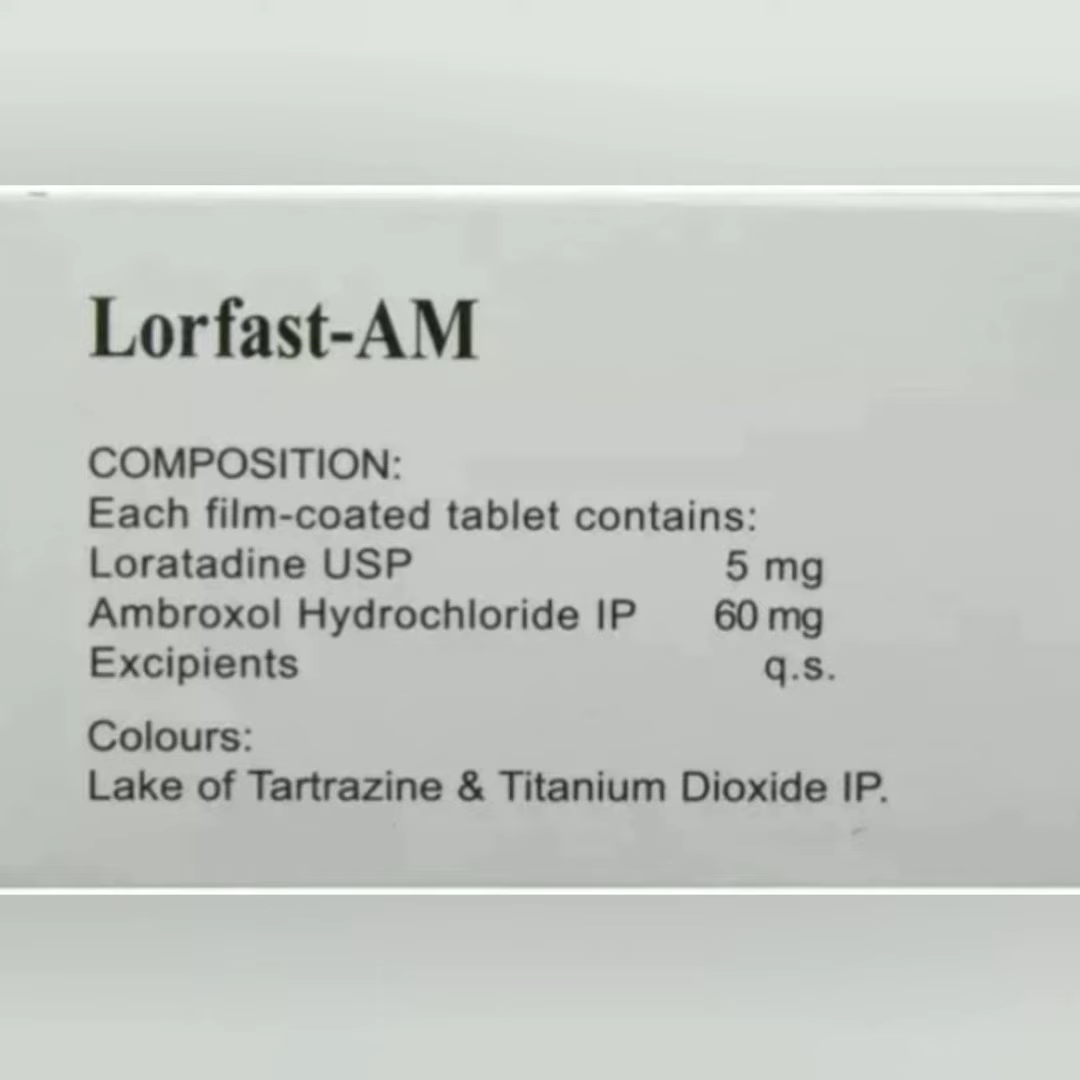 Lorfast-AM
COMPOSITION:
Each film-coated tablet contains:
Loratadine USP 5 mg
Ambroxol Hydrochloride IP 60 mg
Excipients q.s.
Colours:
Lake of Tartrazine & Titanium Dioxide IP.